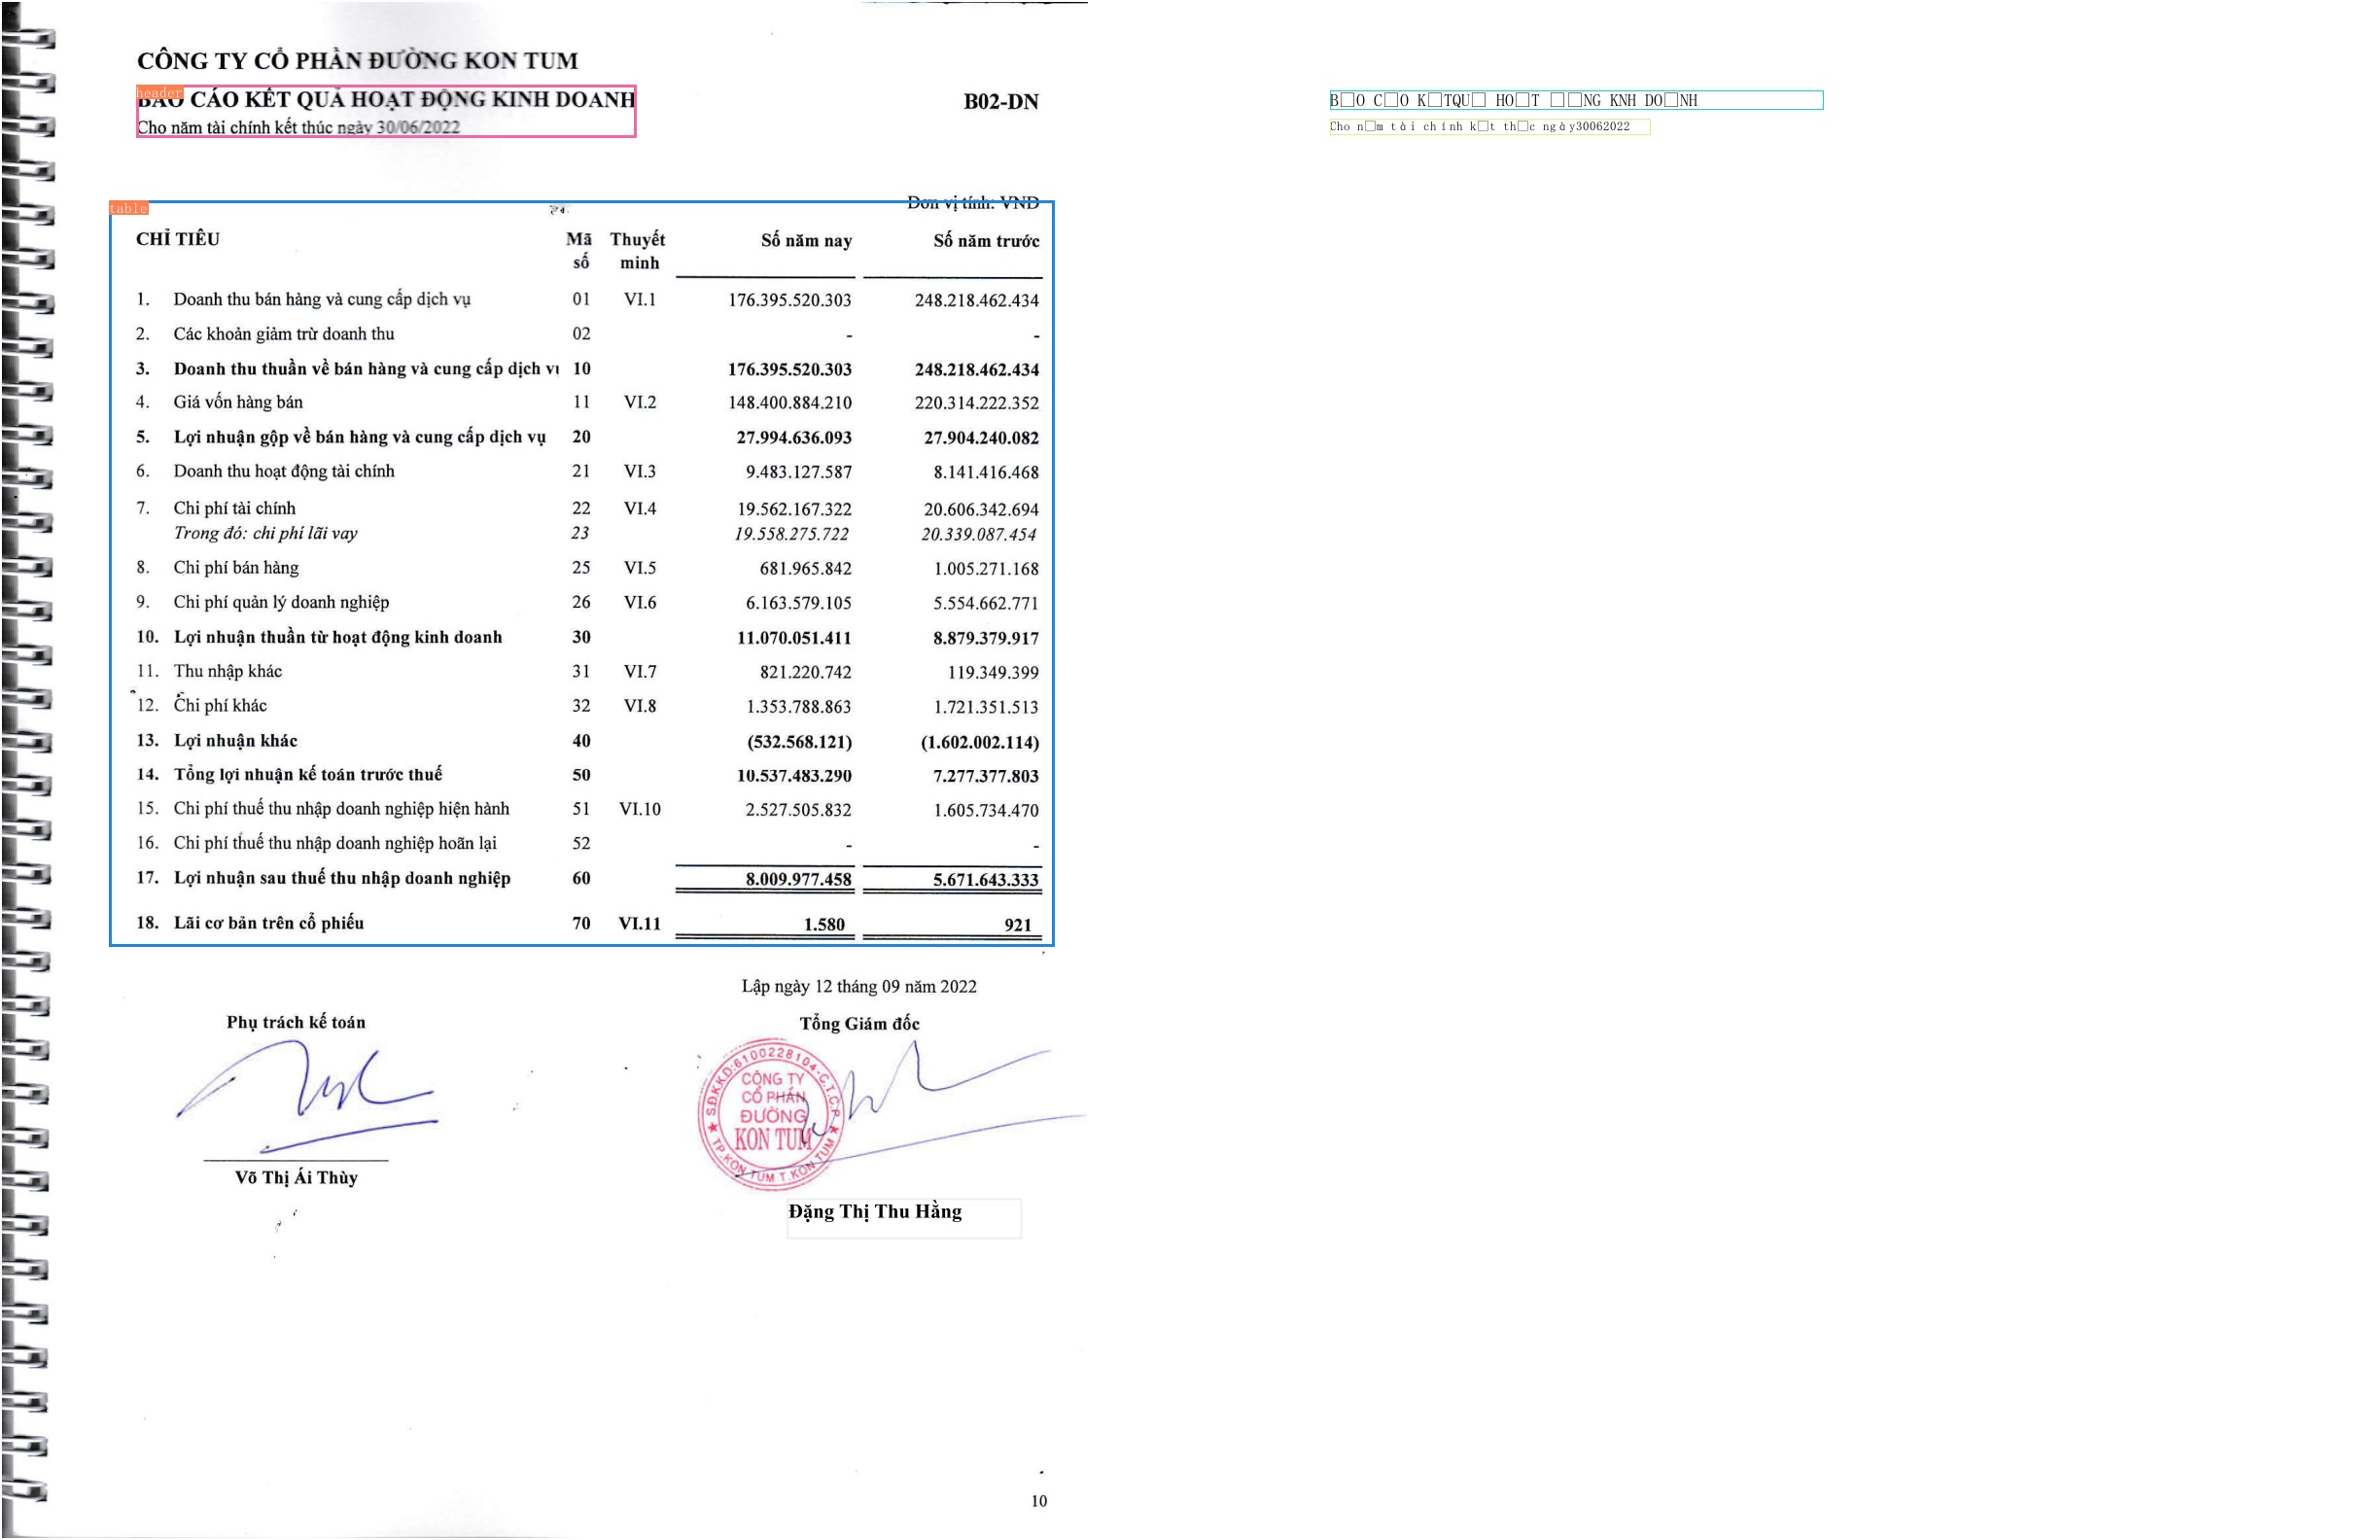 CÔNG TY CỔ PHẦN ĐƯỜNG KON TUM
header
BÁO CÁO KẾT QUẢ HOẠT ĐỘNG KINH DOANH
B02-DN
B□O C□O K□TQU□ HO□T □□NG KNH DO□NH
Cho năm tài chính kết thúc ngày 30/06/2022
Cho n□m tài chính k□t th□c ngày30062022
Đơn vị tính: VND
table
CHỈ TIÊU Mã số Thuyết minh Số năm nay Số năm trước
1. Doanh thu bán hàng và cung cấp dịch vụ 01 VI.1 176.395.520.303 248.218.462.434
2. Các khoản giảm trừ doanh thu 02 - -
3. Doanh thu thuần về bán hàng và cung cấp dịch vụ 10 176.395.520.303 248.218.462.434
4. Giá vốn hàng bán 11 VI.2 148.400.884.210 220.314.222.352
5. Lợi nhuận gộp về bán hàng và cung cấp dịch vụ 20 27.994.636.093 27.904.240.082
6. Doanh thu hoạt động tài chính 21 VI.3 9.483.127.587 8.141.416.468
7. Chi phí tài chính 22 VI.4 19.562.167.322 20.606.342.694
Trong đó: chi phí lãi vay 23 19.558.275.722 20.339.087.454
8. Chi phí bán hàng 25 VI.5 681.965.842 1.005.271.168
9. Chi phí quản lý doanh nghiệp 26 VI.6 6.163.579.105 5.554.662.771
10. Lợi nhuận thuần từ hoạt động kinh doanh 30 11.070.051.411 8.879.379.917
11. Thu nhập khác 31 VI.7 821.220.742 119.349.399
12. Chi phí khác 32 VI.8 1.353.788.863 1.721.351.513
13. Lợi nhuận khác 40 (532.568.121) (1.602.002.114)
14. Tổng lợi nhuận kế toán trước thuế 50 10.537.483.290 7.277.377.803
15. Chi phí thuế thu nhập doanh nghiệp hiện hành 51 VI.10 2.527.505.832 1.605.734.470
16. Chi phí thuế thu nhập doanh nghiệp hoãn lại 52 - -
17. Lợi nhuận sau thuế thu nhập doanh nghiệp 60 8.009.977.458 5.671.643.333
18. Lãi cơ bản trên cổ phiếu 70 VI.11 1.580 921
Lập ngày 12 tháng 09 năm 2022
Phụ trách kế toán Tổng Giám đốc
S.Đ.K.K.D:6100228104-C.T.C.P
CÔNG TY
CỔ PHẦN
ĐƯỜNG
KON TUM
TP.KON TUM T.KON TUM
Võ Thị Ái Thùy
Đặng Thị Thu Hằng
10